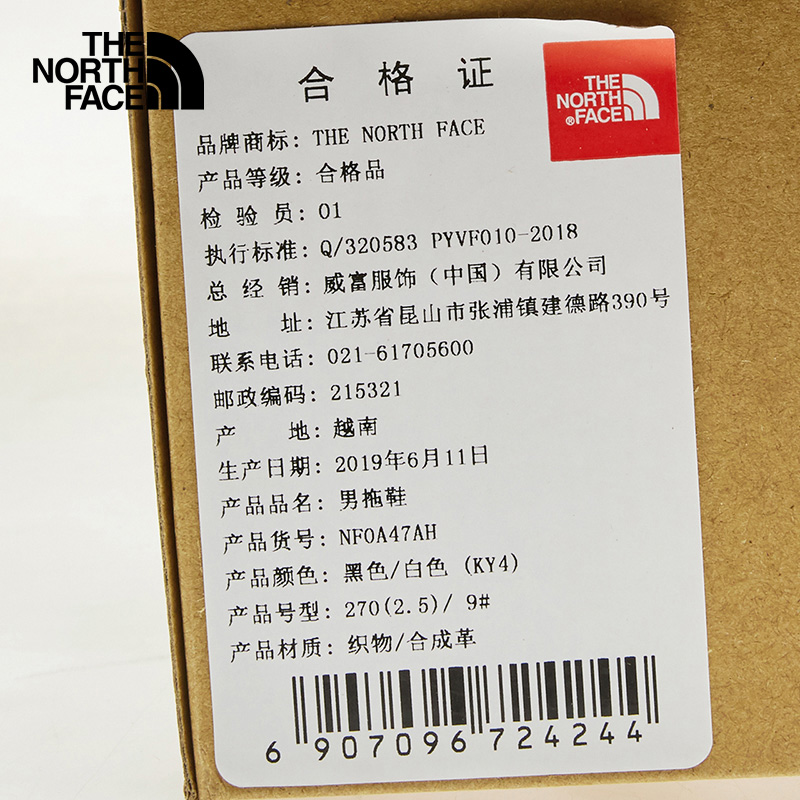 THE
NORTH
FACE
合格证
THE
NORTH
®FACE
品牌商标: THE NORTH FACE
产品等级: 合格品
检 验 员: 01
执行标准: Q/320583 PYVF010-2018
总 经 销: 威富服饰（中国）有限公司
地 址: 江苏省昆山市张浦镇建德路390号
联系电话: 021-61705600
邮政编码: 215321
产 地: 越南
生产日期: 2019年6月11日
产品品名: 男拖鞋
产品货号: NF0A47AH
产品颜色: 黑色/白色 (KY4)
产品号型: 270(2.5)/ 9#
产品材质: 织物/合成革
6 907096 724244